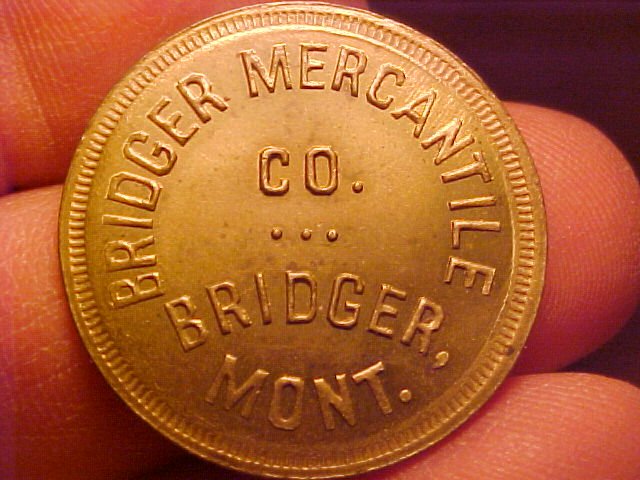 BRIDGER MERCANTILE
CO.
...
BRIDGER,
MONT.